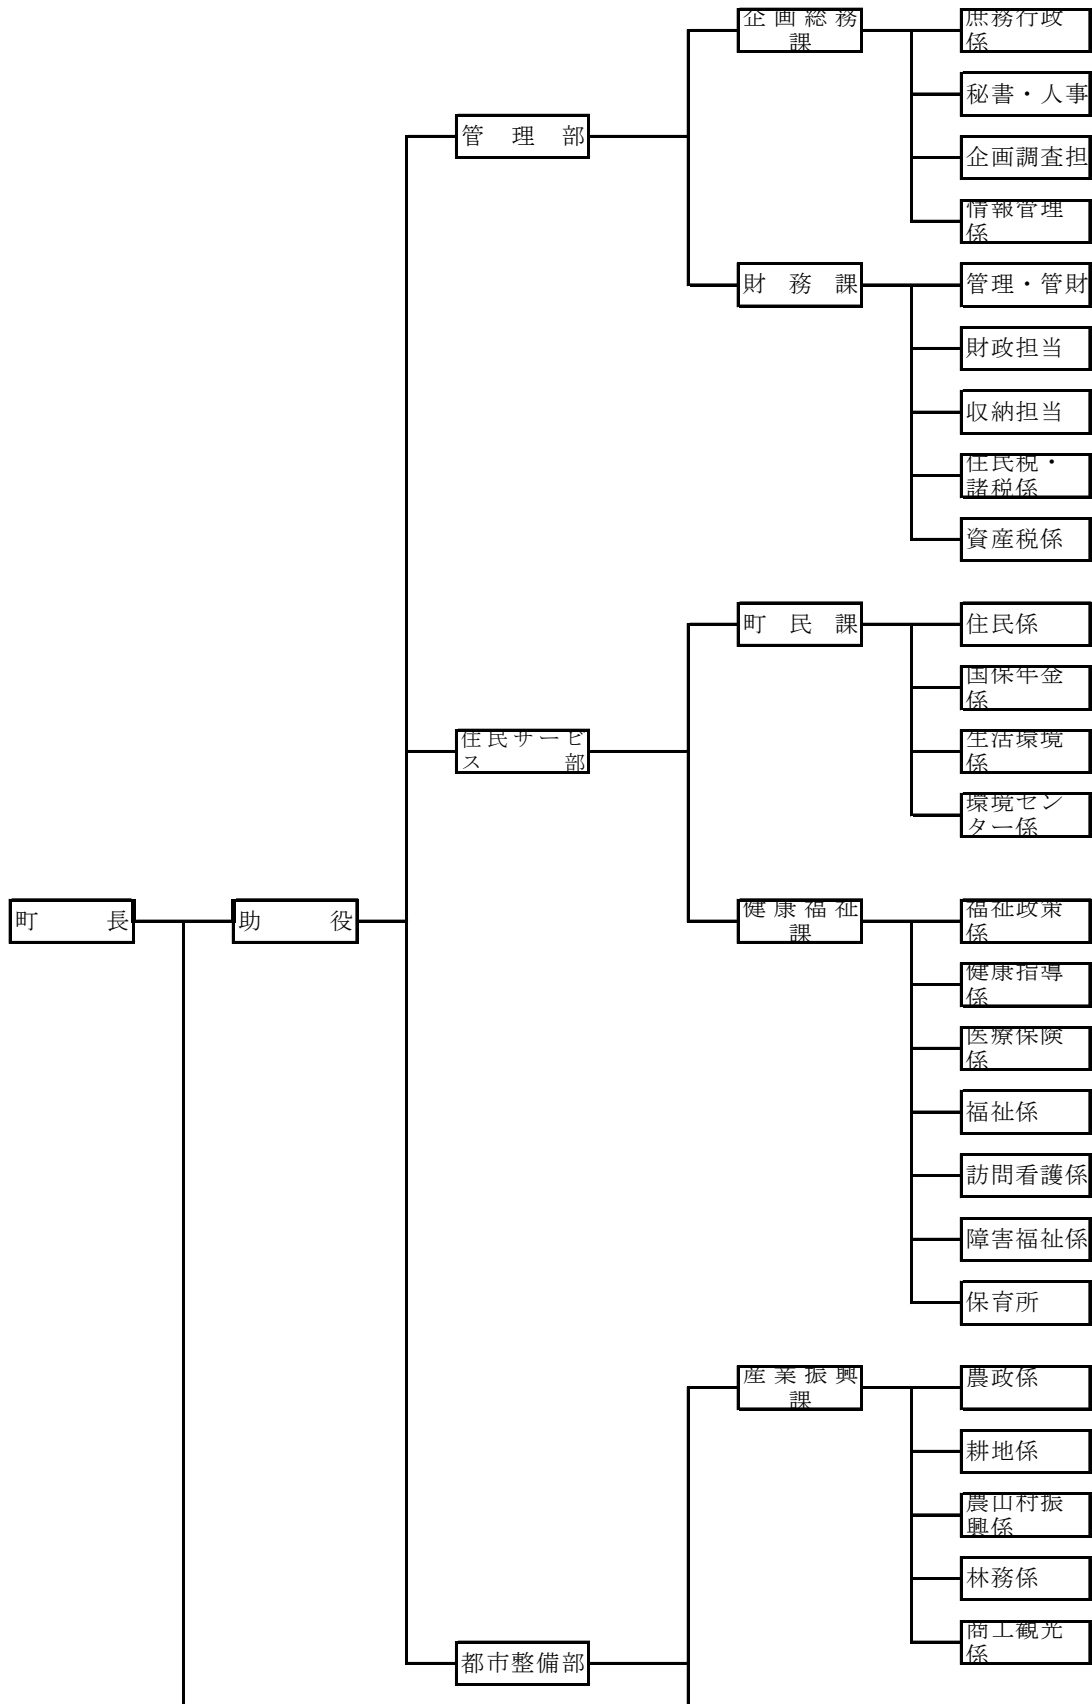 企画総務
課
庶務行政
係
秘書・人事
管理部
企画調査担
情報管理
係
財務課
管理・管財
財政担当
収納担当
住民税・
諸税係
資産税係
町民課
住民係
国保年金
係
住民サービ
ス部
生活環境
係
環境セン
ター係
町長
助役
健康福祉
課
福祉政策
係
健康指導
係
医療保険
係
福祉係
訪問看護係
障害福祉係
保育所
産業振興
課
農政係
耕地係
農山村振
興係
林務係
商工観光
係
都市整備部